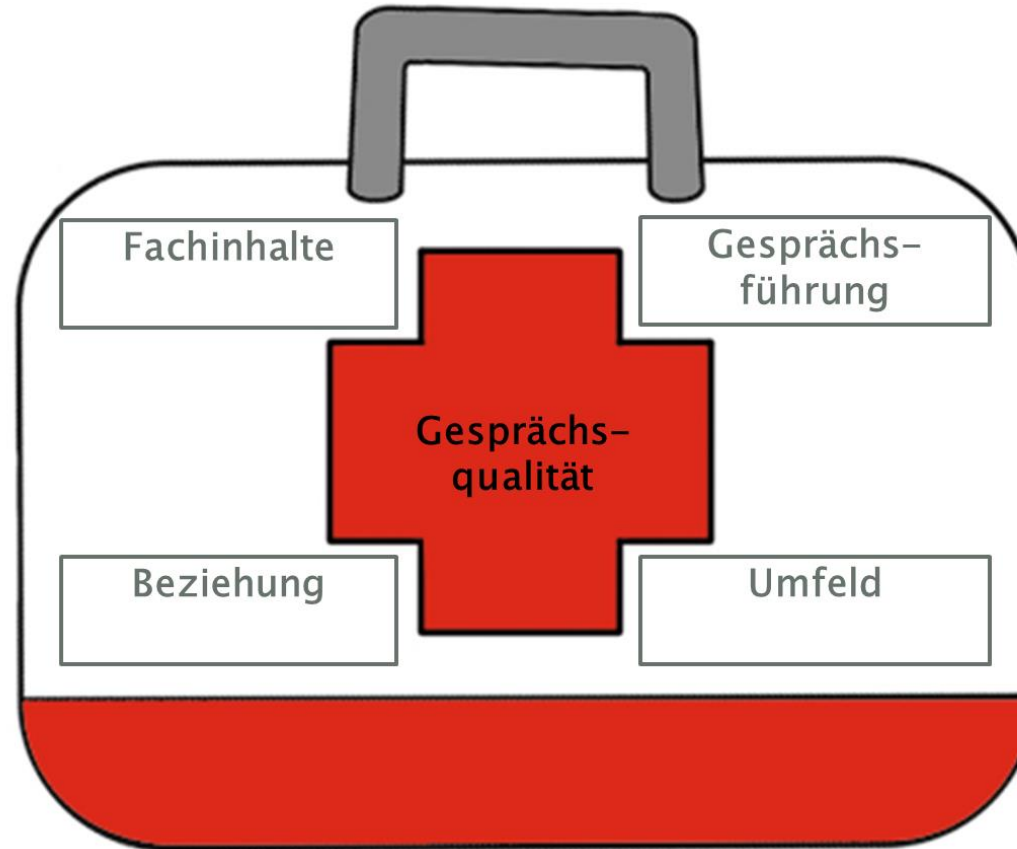 Fachinhalte
Gesprächs-
führung
Gesprächs-
qualität
Beziehung
Umfeld